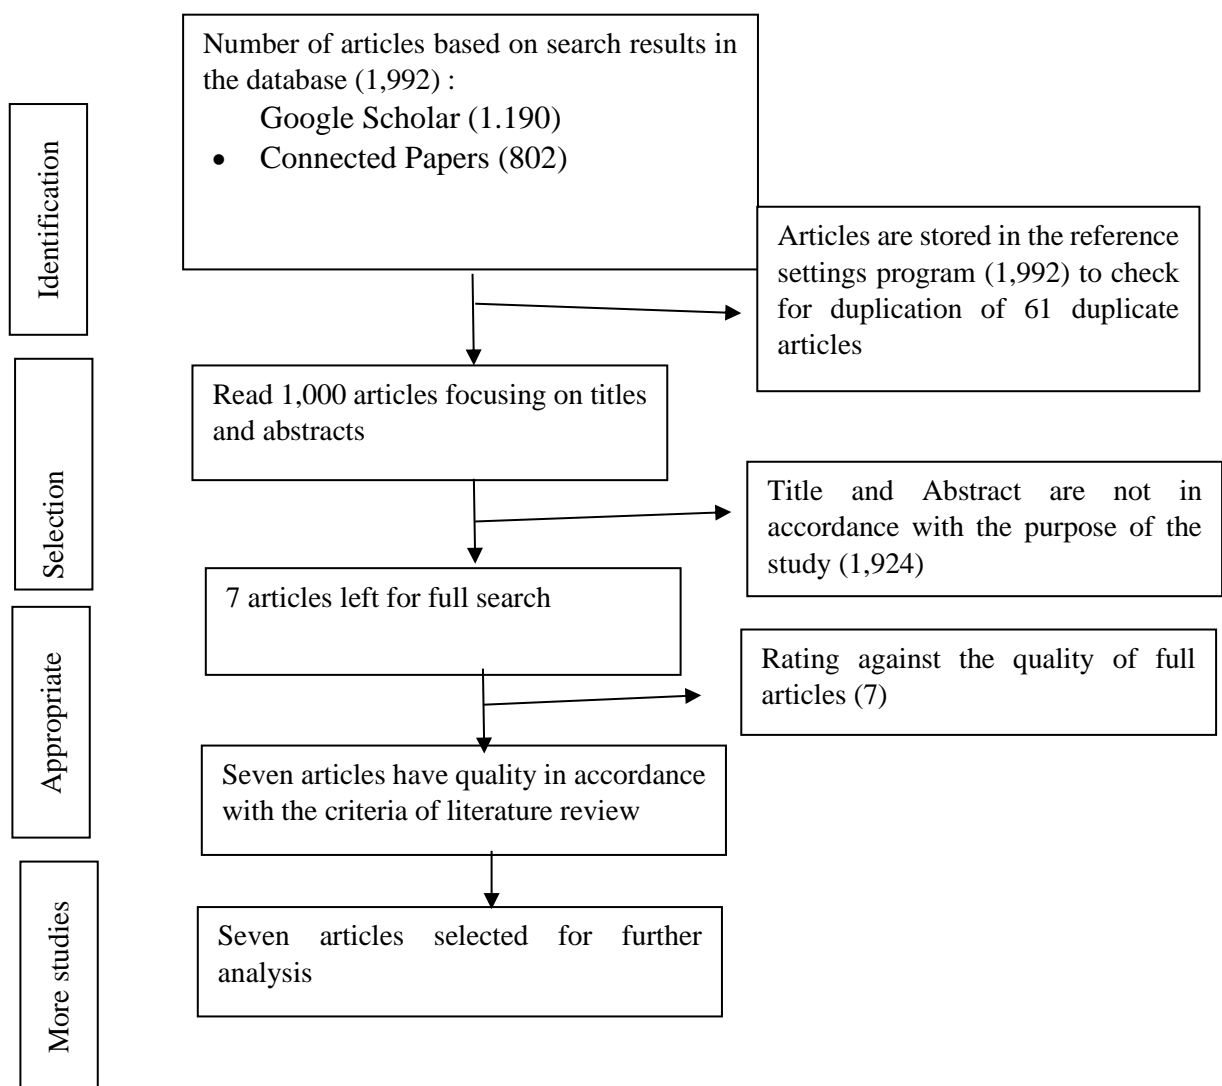 Number of articles based on search results in
the database (1,992) :
Google Scholar (1.190)
• Connected Papers (802)
Identification
Articles are stored in the reference
settings program (1,992) to check
for duplication of 61 duplicate
articles
Read 1,000 articles focusing on titles
and abstracts
Selection
Title and Abstract are not in
accordance with the purpose of the
study (1,924)
7 articles left for full search
Appropriate
Rating against the quality of full
articles (7)
Seven articles have quality in accordance
with the criteria of literature review
More studies
Seven articles selected for further
analysis